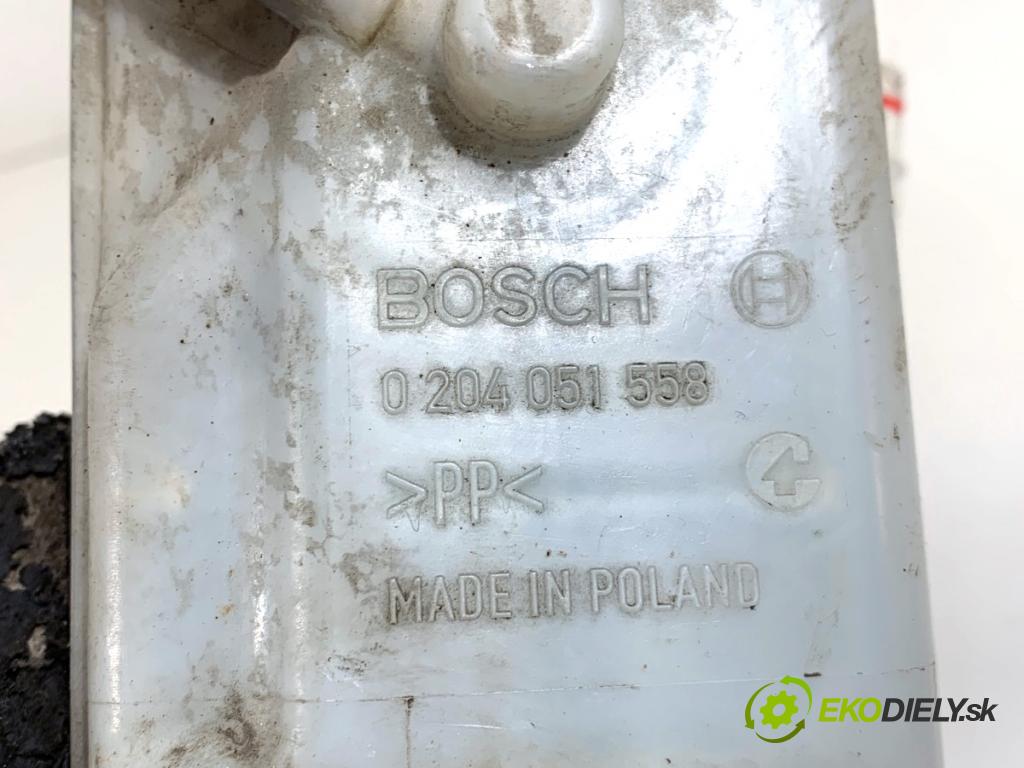 BOSCH
0 204 051 558
>PP<
MADE IN POLAND
EKODIELY.sk